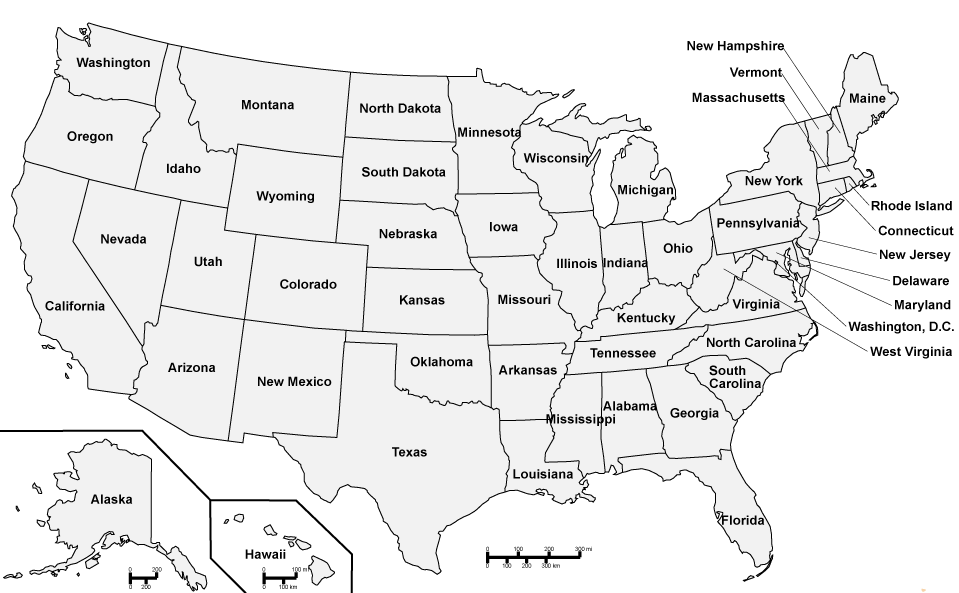 New Hampshire
Vermont
Massachusetts
Washington
Montana
North Dakota
Minnesota
Maine
Oregon
Idaho
Wyoming
South Dakota
Wisconsin
Michigan
New York
Rhode Island
Connecticut
New Jersey
Delaware
Maryland
Washington, D.C.
West Virginia
Nevada
Utah
Colorado
Nebraska
Iowa
Illinois
Indiana
Ohio
Pennsylvania
California
Kansas
Missouri
Kentucky
Virginia
Arizona
New Mexico
Oklahoma
Arkansas
Tennessee
North Carolina
South
Carolina
Texas
Louisiana
Mississippi
Alabama
Georgia
Florida
Alaska
0 200
0 200
Hawaii
0 100 mi
0 100 km
0 100 200 300 mi
0 100 200 300 km